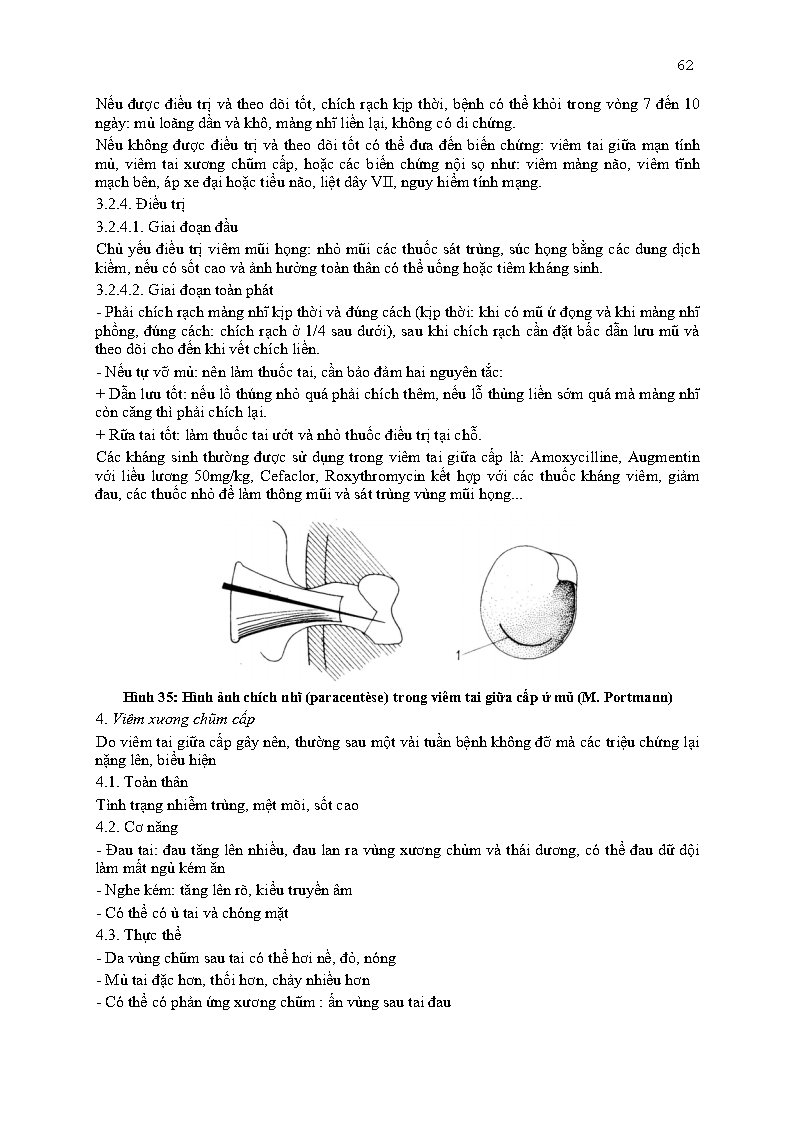 62
Nếu được điều trị và theo dõi tốt, chích rạch kịp thời, bệnh có thể khỏi trong vòng 7 đến 10
ngày: mủ loãng dần và khô, màng nhĩ liền lại, không có di chứng.
Nếu không được điều trị và theo dõi tốt có thể đưa đến biến chứng: viêm tai giữa mạn tính
mủ, viêm tai xương chũm cấp, hoặc các biến chứng nội sọ như: viêm màng não, viêm tĩnh
mạch bên, áp xe đại hoặc tiểu não, liệt dây VII, nguy hiểm tính mạng.
3.2.4. Điều trị
3.2.4.1. Giai đoạn đầu
Chủ yếu điều trị viêm mũi họng: nhỏ mũi các thuốc sát trùng, súc họng bằng các dung dịch
kiềm, nếu có sốt cao và ảnh hưởng toàn thân có thể uống hoặc tiêm kháng sinh.
3.2.4.2. Giai đoạn toàn phát
- Phải chích rạch màng nhĩ kịp thời và đúng cách (kịp thời: khi có mũ ứ đọng và khi màng nhĩ
phồng, đúng cách: chích rạch ở 1/4 sau dưới), sau khi chích rạch cần đặt bấc dẫn lưu mũ và
theo dõi cho đến khi vết chích liền.
- Nếu tự vỡ mủ: nên làm thuốc tai, cần bảo đảm hai nguyên tắc:
+ Dẫn lưu tốt: nếu lỗ thủng nhỏ quá phải chích thêm, nếu lỗ thủng liền sớm quá mà màng nhĩ
còn căng thì phải chích lại.
+ Rữa tai tốt: làm thuốc tai ướt và nhỏ thuốc điều trị tại chỗ.
Các kháng sinh thường được sử dụng trong viêm tai giữa cấp là: Amoxycilline, Augmentin
với liều lương 50mg/kg, Cefaclor, Roxythromycin kết hợp với các thuốc kháng viêm, giảm
đau, các thuốc nhỏ để làm thông mũi và sát trùng vùng mũi họng...
1
Hình 35: Hình ảnh chích nhĩ (paracentèse) trong viêm tai giữa cấp ứ mũ (M. Portmann)
4. Viêm xương chũm cấp
Do viêm tai giữa cấp gây nên, thường sau một vài tuần bệnh không đỡ mà các triệu chứng lại
nặng lên, biểu hiện
4.1. Toàn thân
Tình trạng nhiễm trùng, mệt mõi, sốt cao
4.2. Cơ năng
- Đau tai: đau tăng lên nhiều, đau lan ra vùng xương chủm và thái dương, có thể đau dữ dội
làm mất ngủ kém ăn
- Nghe kém: tăng lên rõ, kiểu truyền âm
- Có thể có ù tai và chóng mặt
4.3. Thực thể
- Da vùng chũm sau tai có thể hơi nề, đỏ, nóng
- Mủ tai đặc hơn, thối hơn, chảy nhiều hơn
- Có thể có phản ứng xương chũm : ấn vùng sau tai đau